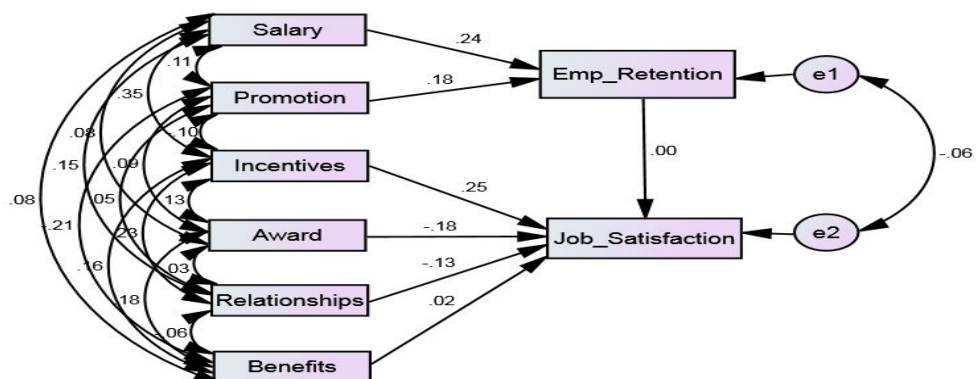 Salary
.24
.11
Emp_Retention
e1
.18
Promotion
.35
.08
-.10
.09
.15
Incentives
.00
-.06
.25
.08
.05
13
-.21
.23
Award
-.18
Job_Satisfaction
e2
.16
03
-.13
.18
Relationships
.02
-.06
Benefits